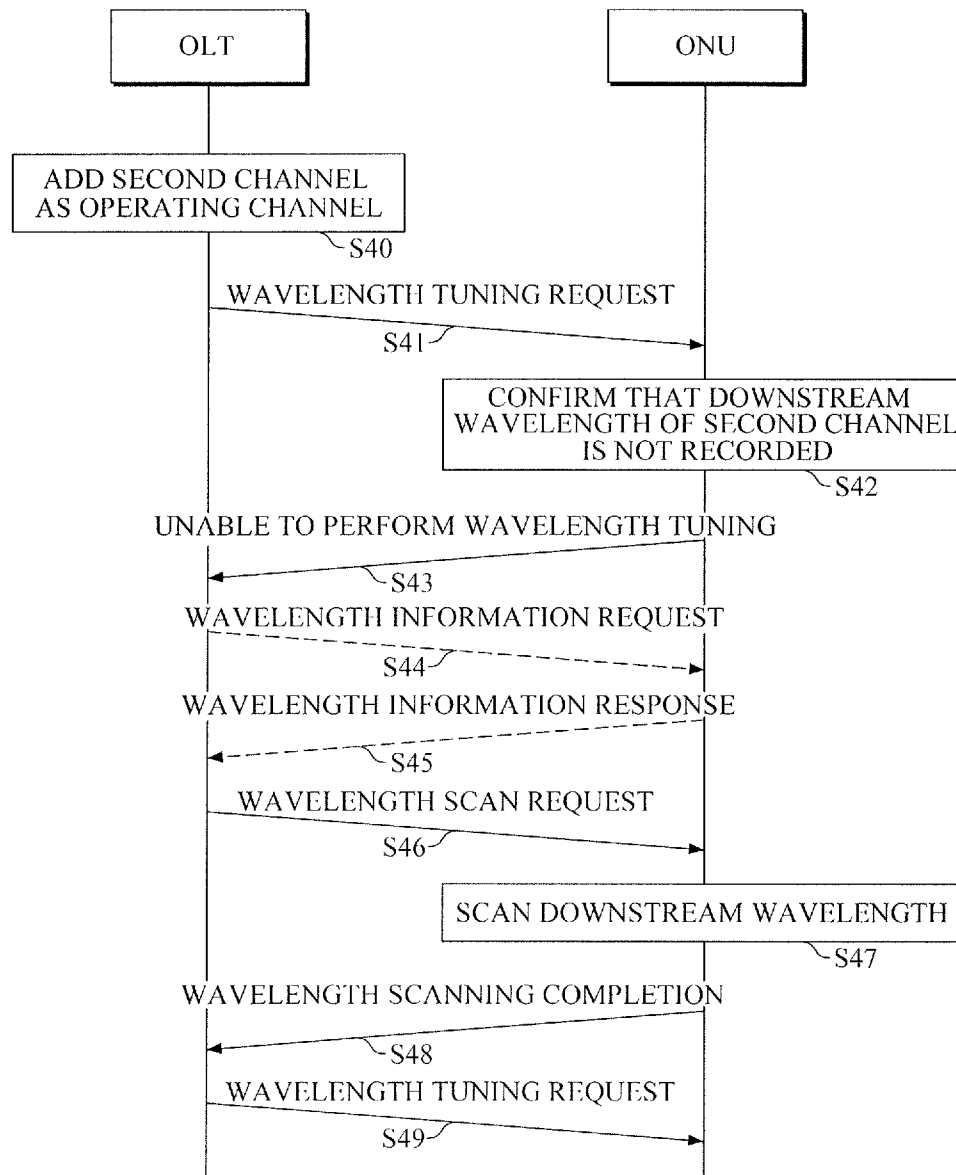 OLT
ONU
ADD SECOND CHANNEL
AS OPERATING CHANNEL
S40
WAVELENGTH TUNING REQUEST
S41
CONFIRM THAT DOWNSTREAM
WAVELENGTH OF SECOND CHANNEL
IS NOT RECORDED
S42
UNABLE TO PERFORM WAVELENGTH TUNING
S43
WAVELENGTH INFORMATION REQUEST
S44
WAVELENGTH INFORMATION RESPONSE
S45
WAVELENGTH SCAN REQUEST
S46
SCAN DOWNSTREAM WAVELENGTH
S47
WAVELENGTH SCANNING COMPLETION
S48
WAVELENGTH TUNING REQUEST
S49